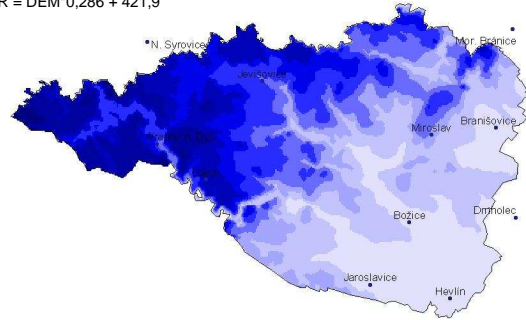 R = DEM*0,286 + 421,9
N. Syrovice
Mor. Bránice
Jevišovice
Miroslav
Branišovice
Božice
Drnholec
Jaroslavice
Hevlín